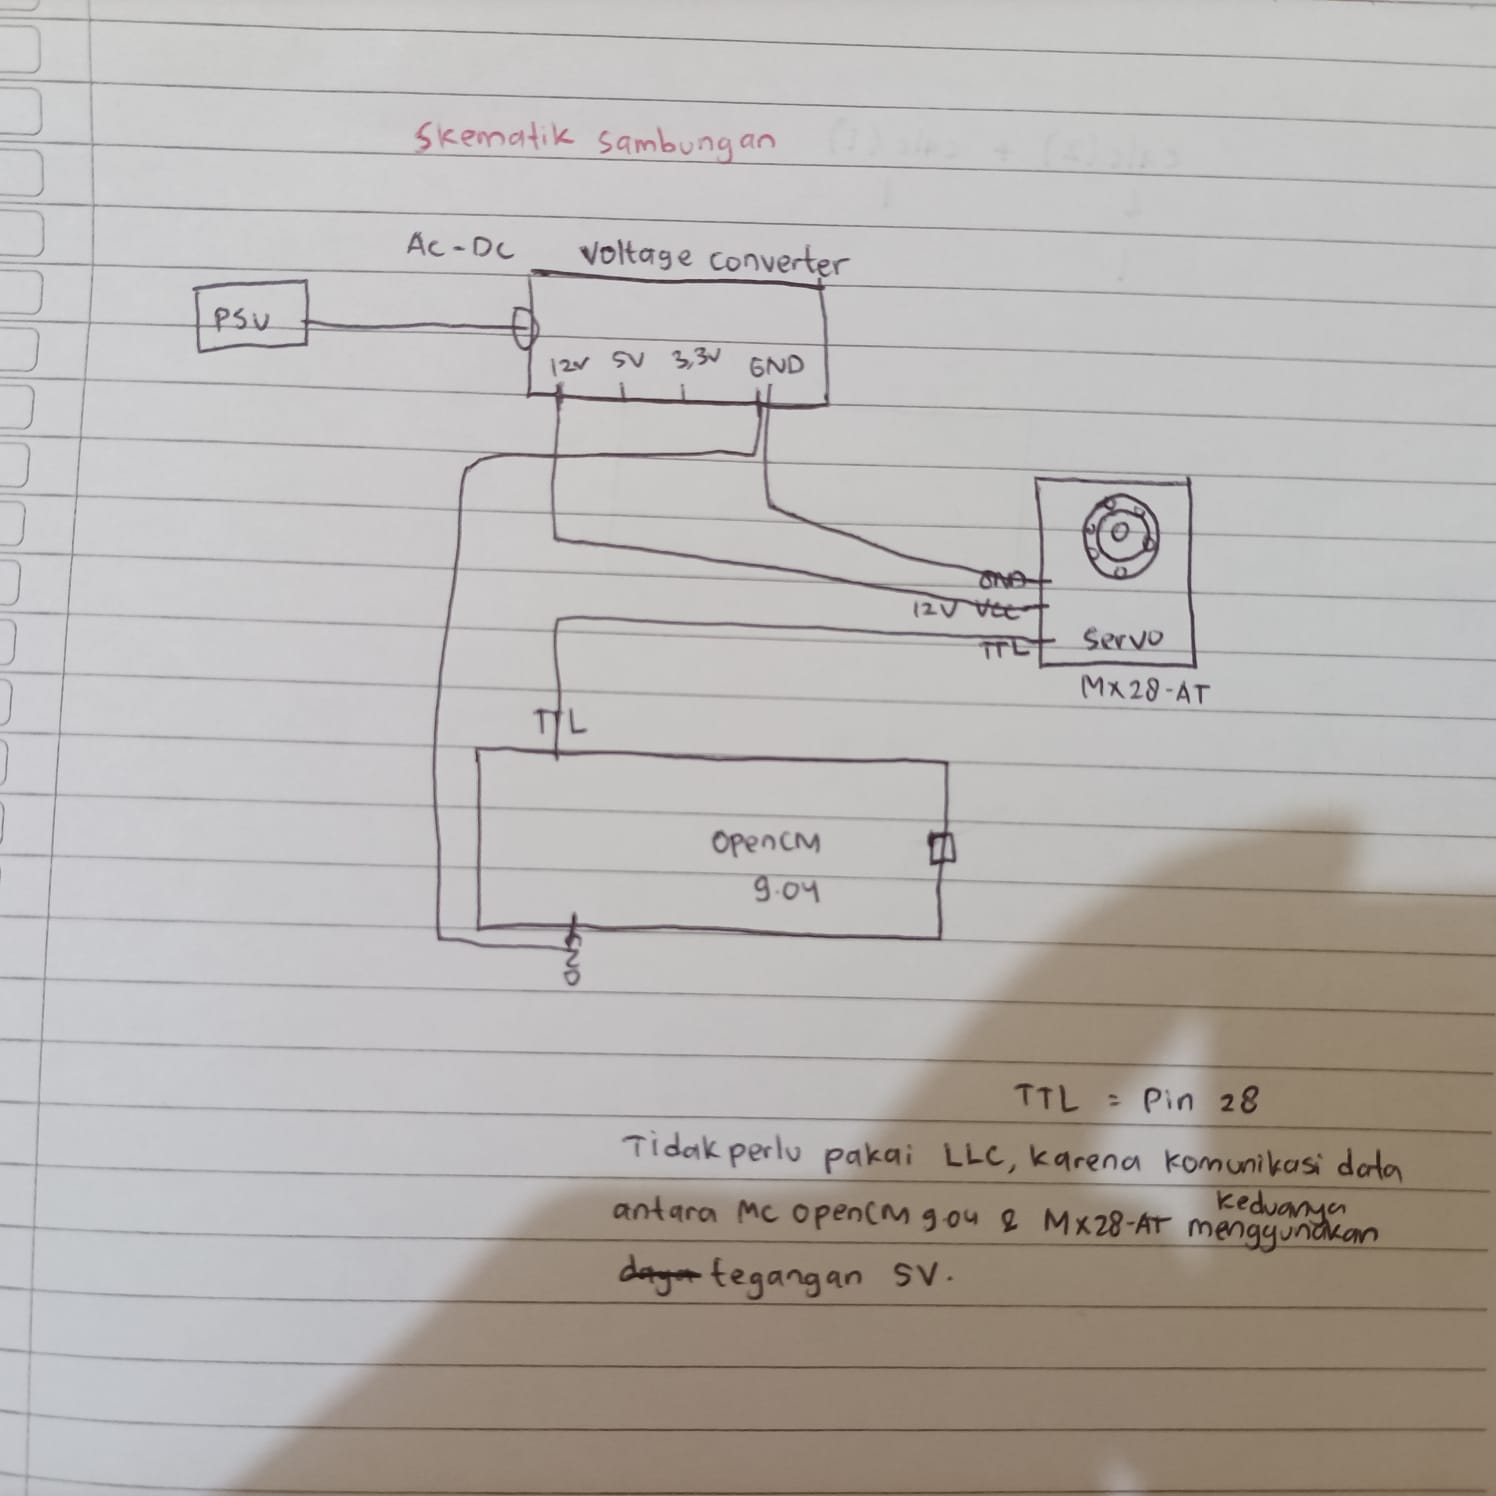 Skematik sambungan
AC-DC Voltage converter
PSU
12V 5V 3,3V GND
GND
12V VCC
TTL
Servo
MX28-AT
TTL
OpenCM
9.04
GND
TTL = Pin 28
Tidak perlu pakai LLC, karena komunikasi data
antara MC OpenCM 9.04 & MX28-AT keduanya menggunakan
daya tegangan 5V.